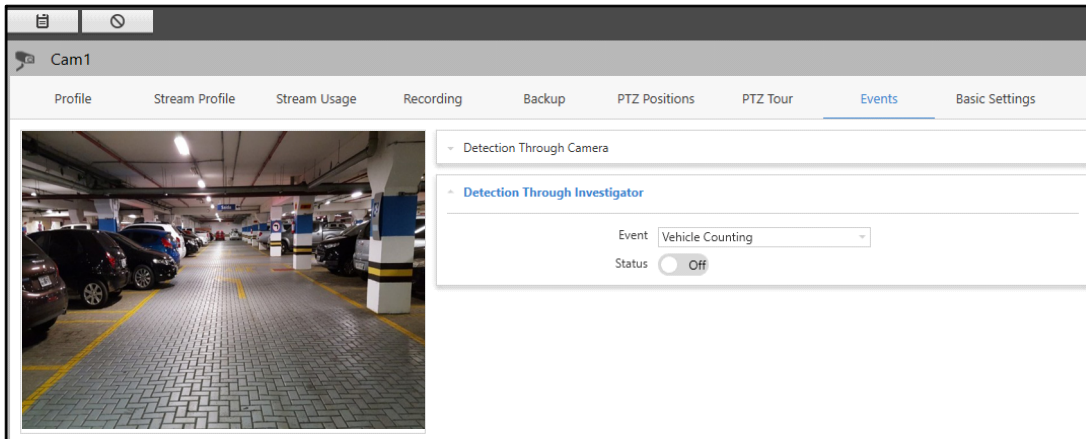 Cam1
Profile Stream Profile Stream Usage Recording Backup PTZ Positions PTZ Tour Events Basic Settings
Detection Through Camera
Detection Through Investigator
Event Vehicle Counting
Status Off